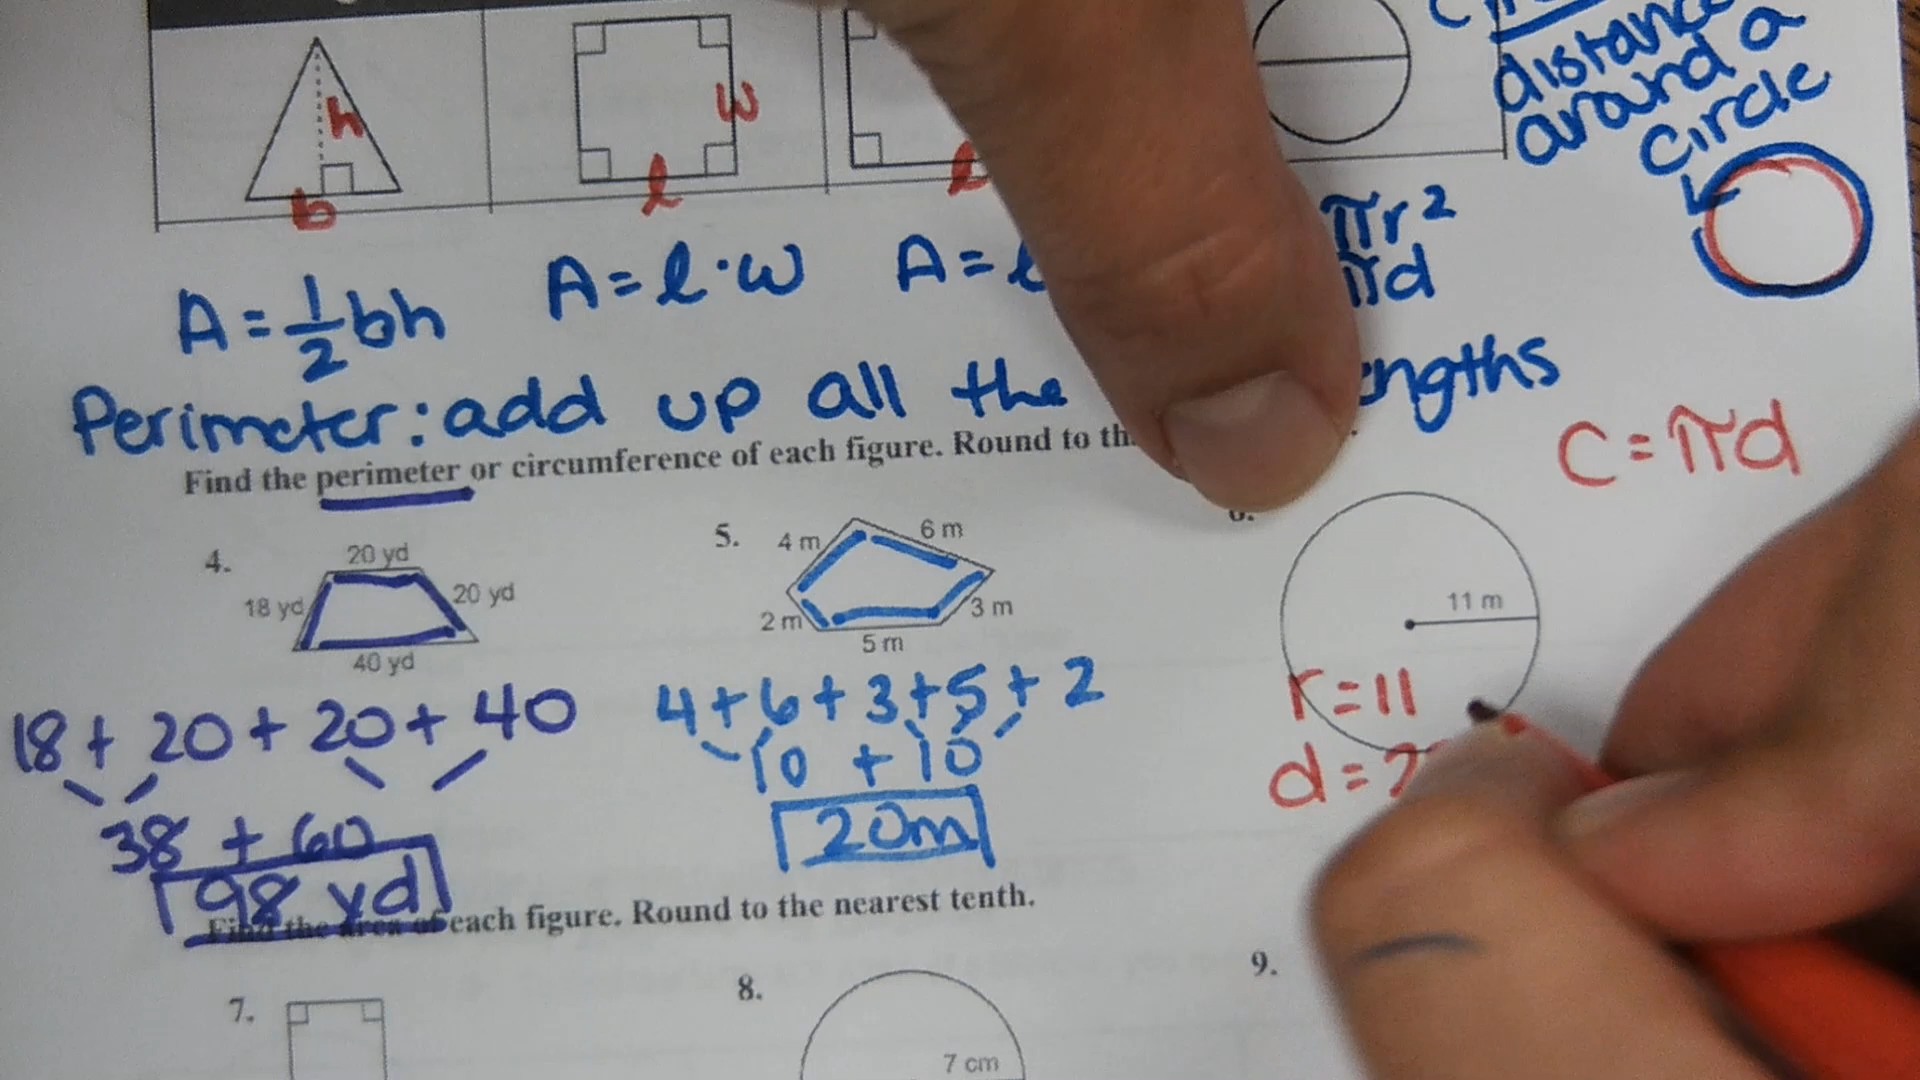 distance
around a
circle
h
w
b
l
l
πr²
πd
A = 1/2 bh
A = l · w
A =
Perimeter: add up all the
Find the perimeter or circumference of each figure. Round to
C = πd
4.
20 yd
18 yd
20 yd
40 yd
18 + 20 + 20 + 40
38 + 60
98 yd
5.
4 m
6 m
2 m
3 m
5 m
4 + 6 + 3 + 5 + 2
10 + 10
20m
11 m
r = 11
d =
each figure. Round to the nearest tenth.
7.
8.
7 cm
9.